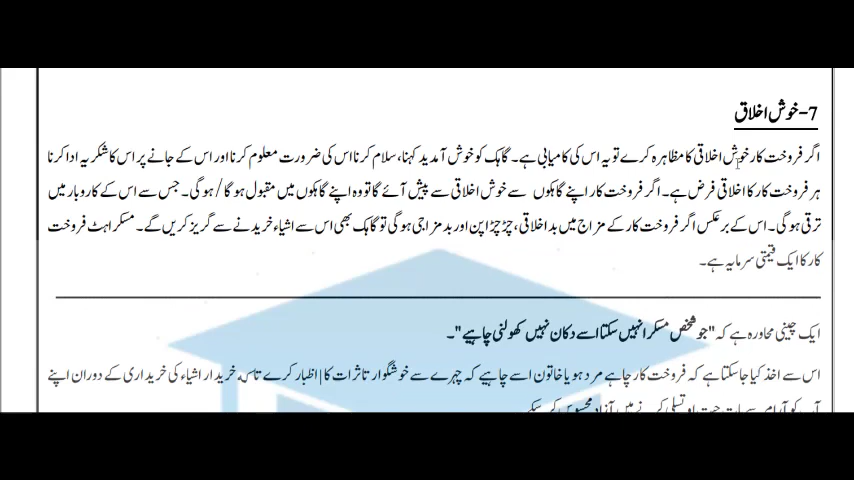 7-خوش اخلاق
اگر فروخت کار خوش اخلاقی کا مظاہرہ کرے تو یہ اس کی کامیابی ہے۔ گاہک کو خوش آمدید کہنا، سلام کرنا اس کی ضرورت معلوم کرنا اور اس کے جانے پر اس کا شکریہ ادا کرنا
ہر فروخت کار کا اخلاقی فرض ہے۔ اگر فروخت کار اپنے گاہکوں سے خوش اخلاقی سے پیش آئے گا تو وہ اپنے گاہکوں میں مقبول ہو گا/ہو گی۔ جس سے اس کے کاروبار میں
ترقی ہو گی۔ اس کے برعکس اگر فروخت کار کے مزاج میں بداخلاقی، چڑچڑا پن اور بدمزاجی ہو گی تو گاہک بھی اس سے اشیاء خریدنے سے گریز کریں گے۔ مسکراہٹ فروخت
کار کا ایک قیمتی سرمایہ ہے۔
ایک چینی محاورہ ہے کہ "جو شخص مسکرا نہیں سکتا اسے دکان نہیں کھولنی چاہیے"۔
اس سے اخذ کیا جا سکتا ہے کہ فروخت کار چاہے مرد ہو یا خاتون اسے چاہیے کہ چہرے سے خوشگوار تاثرات کا اظہار کرے تاکہ خریدار اشیاء کی خریداری کے دوران اپنے